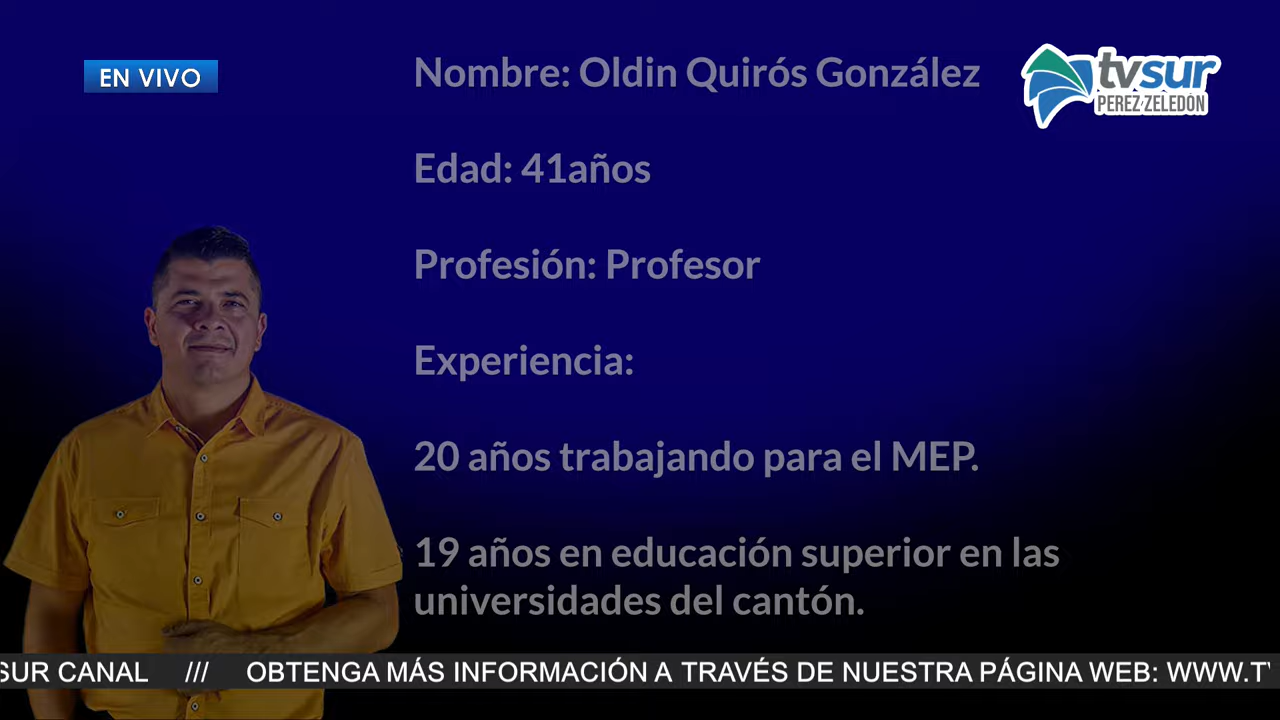 EN VIVO
Nombre: Oldin Quirós González
tvsur
PEREZ ZELEDÓN
Edad: 41años
Profesión: Profesor
Experiencia:
20 años trabajando para el MEP.
19 años en educación superior en las
universidades del cantón.
SUR CANAL /// OBTENGA MÁS INFORMACIÓN A TRAVÉS DE NUESTRA PÁGINA WEB: WWW.TV